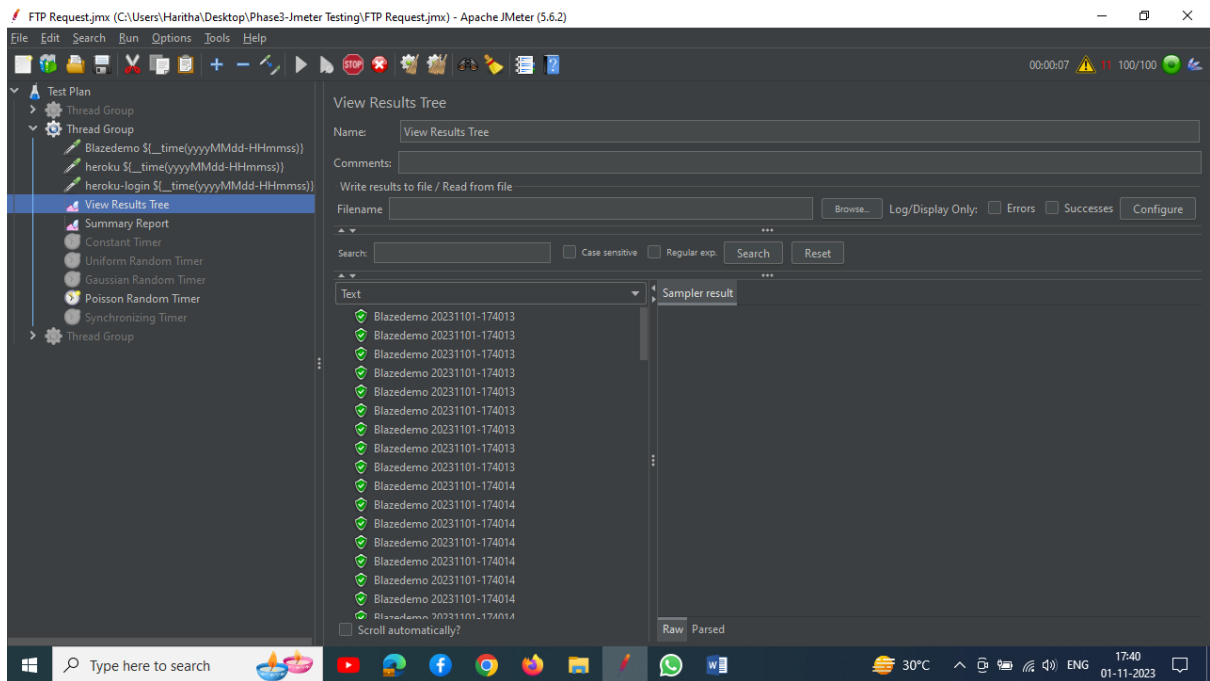 FTP Request.jmx (C:\Users\Haritha\Desktop\Phase3-Jmeter Testing\FTP Request.jmx) - Apache JMeter (5.6.2)
File Edit Search Run Options Tools Help
STOP
00:00:07 11 100/100
Test Plan
Thread Group
Thread Group
Blazedemo ${__time(yyyyMMdd-HHmmss)}
heroku ${__time(yyyyMMdd-HHmmss)}
heroku-login ${__time(yyyyMMdd-HHmmss)}
View Results Tree
Summary Report
Constant Timer
Uniform Random Timer
Gaussian Random Timer
Poisson Random Timer
Synchronizing Timer
Thread Group
View Results Tree
Name: View Results Tree
Comments:
Write results to file / Read from file
Filename Browse... Log/Display Only: Errors Successes Configure
Search: Case sensitive Regular exp. Search Reset
Text
Sampler result
Blazedemo 20231101-174013
Blazedemo 20231101-174013
Blazedemo 20231101-174013
Blazedemo 20231101-174013
Blazedemo 20231101-174013
Blazedemo 20231101-174013
Blazedemo 20231101-174013
Blazedemo 20231101-174013
Blazedemo 20231101-174013
Blazedemo 20231101-174014
Blazedemo 20231101-174014
Blazedemo 20231101-174014
Blazedemo 20231101-174014
Blazedemo 20231101-174014
Blazedemo 20231101-174014
Blazedemo 20231101-174014
Blazedemo 20231101-174014
Scroll automatically?
Raw Parsed
Type here to search
30°C ENG
17:40
01-11-2023